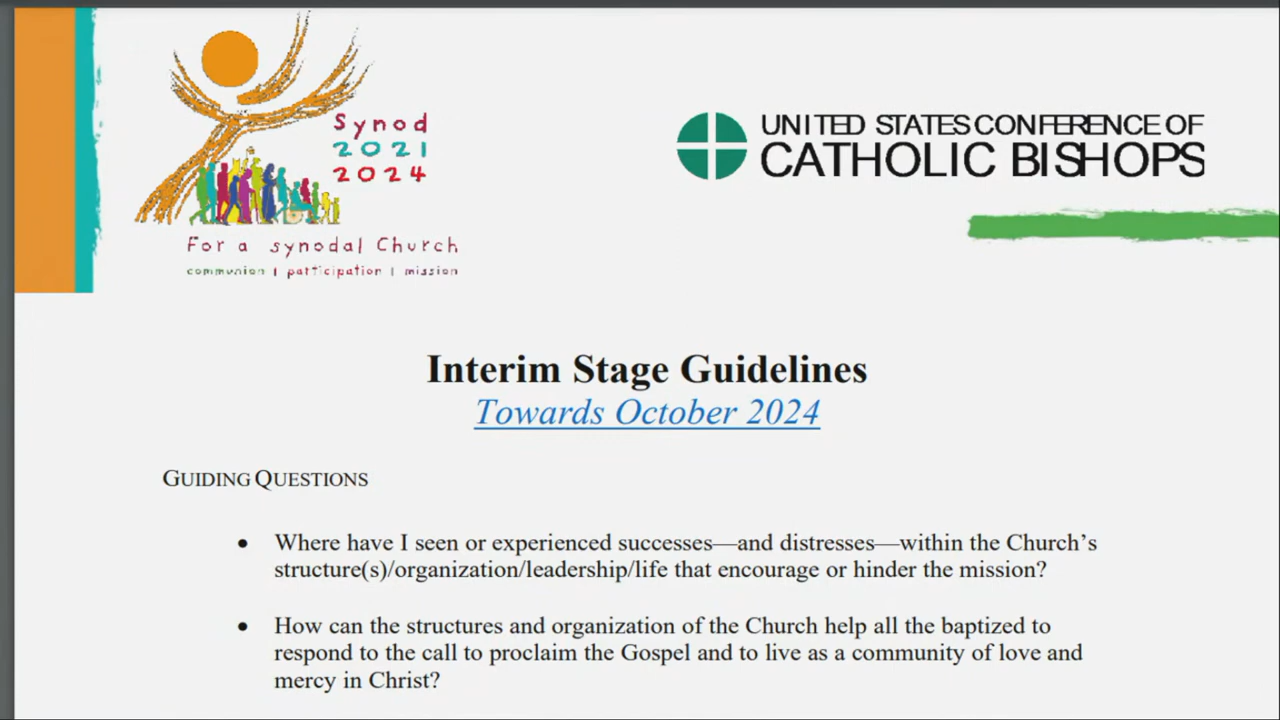 Synod
2021
2024
For a synodal Church
communion | participation | mission
UNITED STATES CONFERENCE OF
CATHOLIC BISHOPS
Interim Stage Guidelines
Towards October 2024
GUIDING QUESTIONS
• Where have I seen or experienced successes—and distresses—within the Church's
structure(s)/organization/leadership/life that encourage or hinder the mission?
• How can the structures and organization of the Church help all the baptized to
respond to the call to proclaim the Gospel and to live as a community of love and
mercy in Christ?